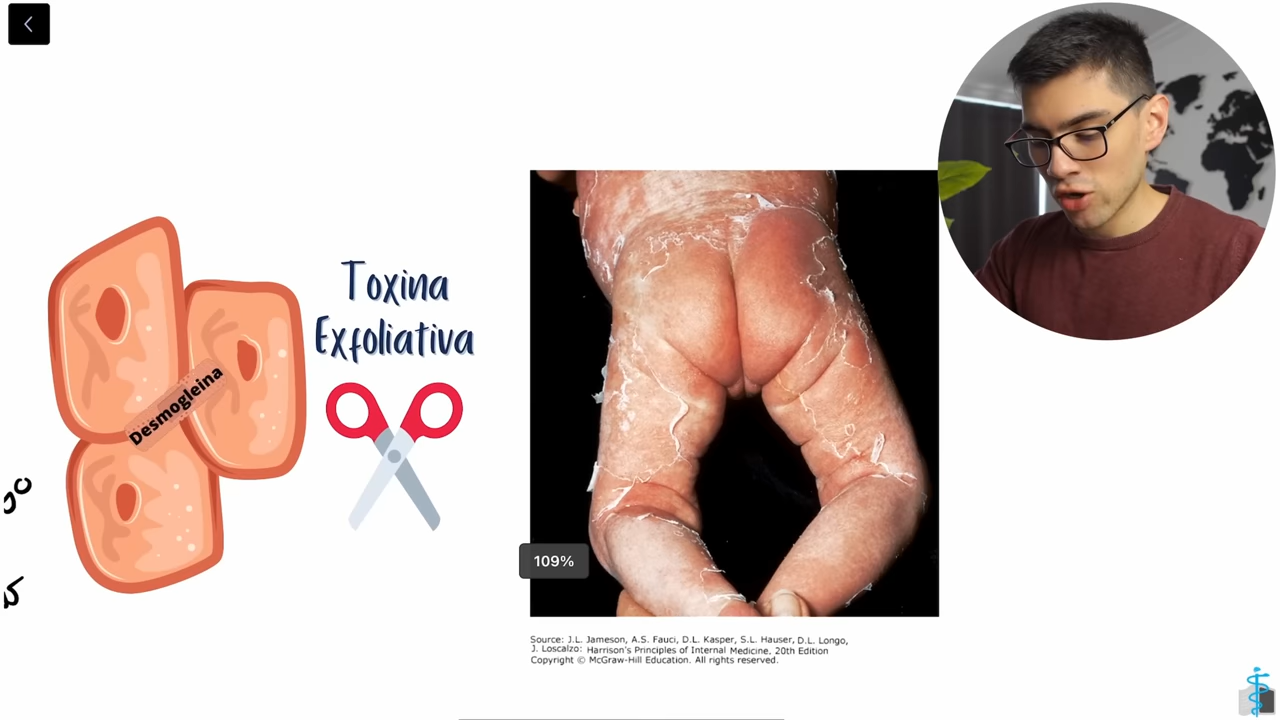 Toxina
Exfoliativa
Desmogleina
109%
Source: J.L. Jameson, A.S. Fauci, D.L. Kasper, S.L. Hauser, D.L. Longo,
J. Loscalzo: Harrison's Principles of Internal Medicine, 20th Edition
Copyright © McGraw-Hill Education. All rights reserved.